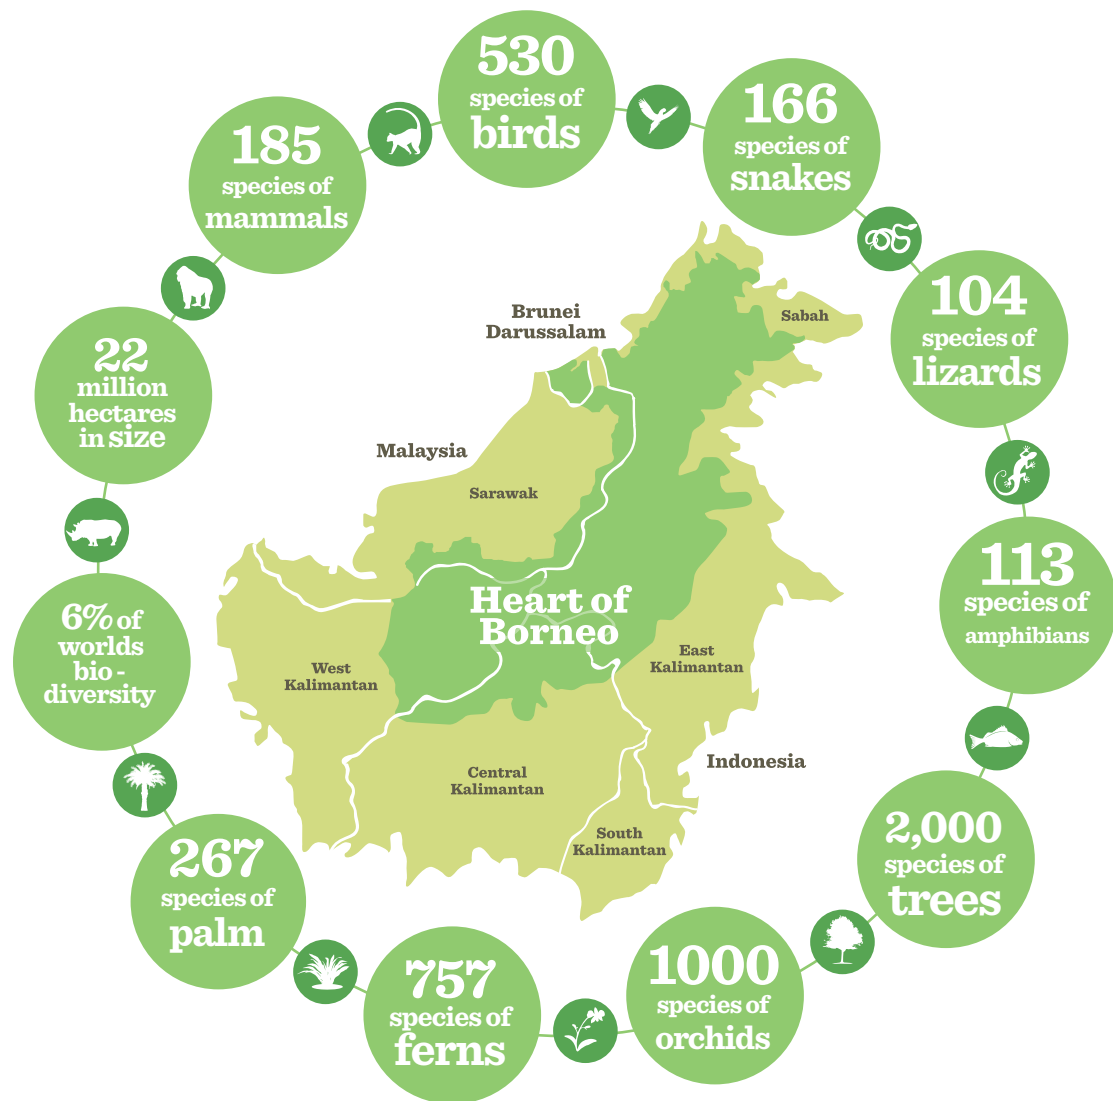 530
species of
birds
166
species of
snakes
104
species of
lizards
113
species of
amphibians
2,000
species of
trees
1000
species of
orchids
757
species of
ferns
267
species of
palm
6% of
worlds
bio -
diversity
22
million
hectares
in size
185
species of
mammals
Brunei
Darussalam
Sabah
Malaysia
Sarawak
Heart of
Borneo
West
Kalimantan
East
Kalimantan
Central
Kalimantan
South
Kalimantan
Indonesia